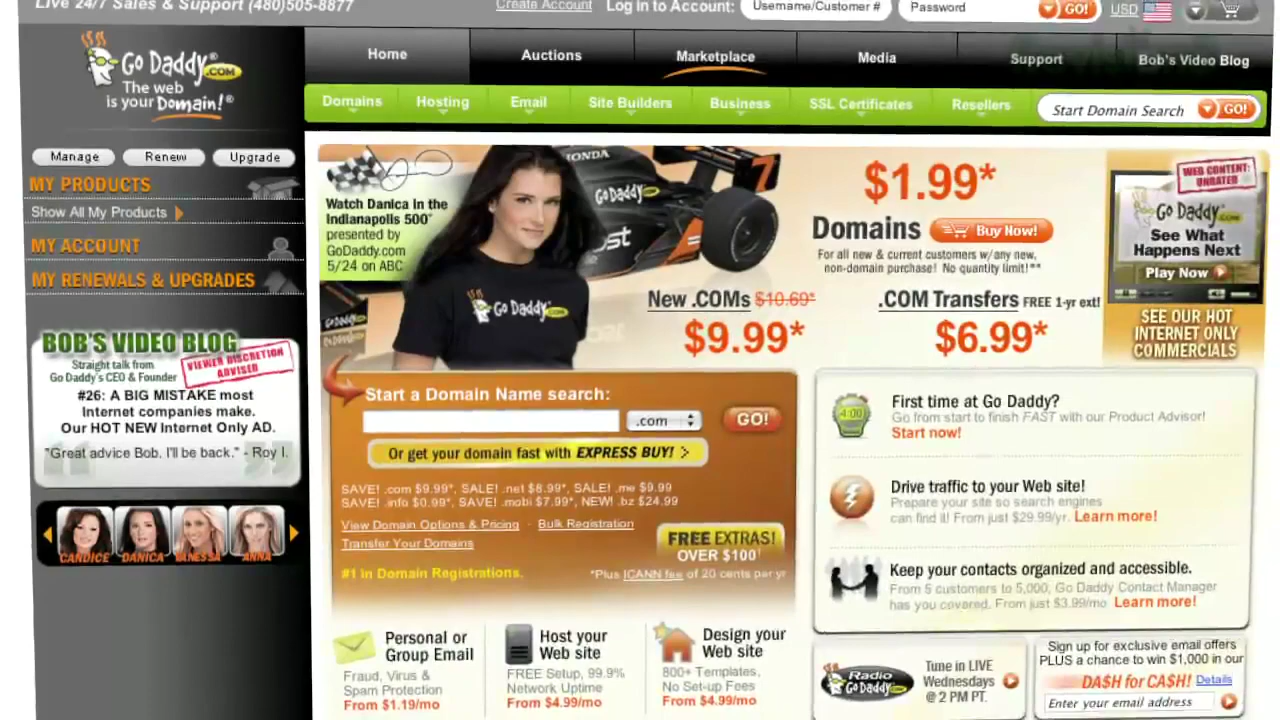 Live 24/7 Sales & Support (480)505-8877
Create Account
Log In to Account:
Username/Customer #
Password
GO!
USD
Go Daddy.COM
The web
is your Domain!®
Home
Auctions
Marketplace
Media
Support
Bob's Video Blog
Domains
Hosting
Email
Site Builders
Business
SSL Certificates
Resellers
Start Domain Search
GO!
Manage
Renew
Upgrade
MY PRODUCTS
Show All My Products
MY ACCOUNT
MY RENEWALS & UPGRADES
BOB'S VIDEO BLOG
Straight talk from
Go Daddy's CEO & Founder
VIEWER DISCRETION
ADVISED
#26: A BIG MISTAKE most
Internet companies make.
Our HOT NEW Internet Only AD.
"Great advice Bob. I'll be back." - Roy I.
CANDICE
DANICA
VANESSA
ANNA
Watch Danica in the
Indianapolis 500®
presented by
GoDaddy.com
5/24 on ABC
HONDA
7
GoDaddy.com
Go Daddy.COM
$1.99*
Domains
Buy Now!
For all new & current customers w/any new,
non-domain purchase! No quantity limit!**
New .COMs $10.69*
$9.99*
.COM Transfers FREE 1-yr ext!
$6.99*
WEB CONTENT:
UNRATED
Go Daddy.COM
See What
Happens Next
Play Now
SEE OUR HOT
INTERNET ONLY
COMMERCIALS
Start a Domain Name search:
.com
GO!
Or get your domain fast with EXPRESS BUY! >
SAVE! .com $9.99*, SALE! .net $8.99*, SALE! .me $9.99
SAVE! .info $0.99*, SAVE! .mobi $7.99*, NEW! .bz $24.99
View Domain Options & Pricing · Bulk Registration
Transfer Your Domains
FREE EXTRAS!
OVER $100!
#1 in Domain Registrations.
*Plus ICANN fee of 20 cents per yr
First time at Go Daddy?
Go from start to finish FAST with our Product Advisor!
Start now!
4:00
Drive traffic to your Web site!
Prepare your site so search engines
can find it! From just $29.99/yr. Learn more!
Keep your contacts organized and accessible.
From 5 customers to 5,000, Go Daddy Contact Manager
has you covered. From just $3.99/mo Learn more!
Personal or
Group Email
Fraud, Virus &
Spam Protection
From $1.19/mo
Host your
Web site
FREE Setup, 99.9%
Network Uptime
From $4.99/mo
Design your
Web site
800+ Templates,
No Set-up Fees
From $4.99/mo
Radio
GoDaddy.COM
Tune in LIVE
Wednesdays
@ 2 PM PT.
Sign up for exclusive email offers
PLUS a chance to win $1,000 in our
DA$H for CA$H! Details
Enter your email address